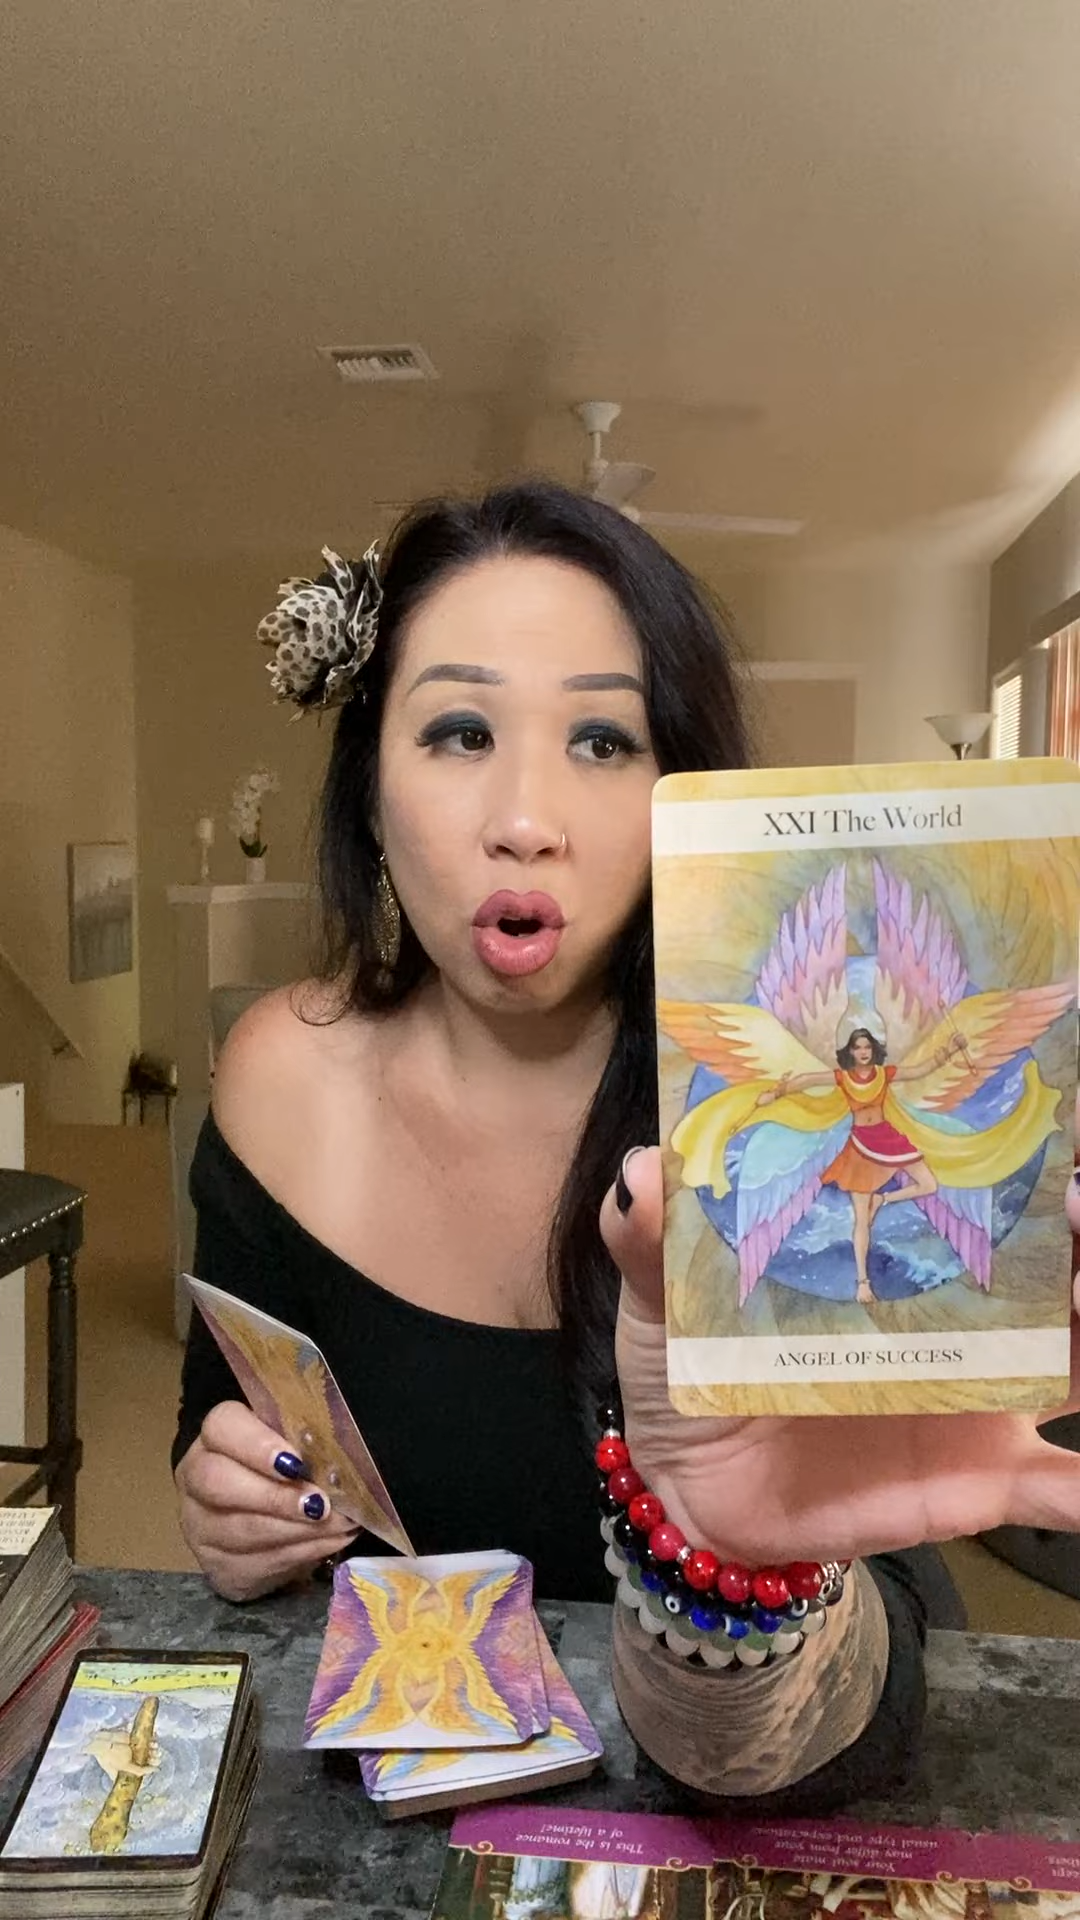 XXI The World
ANGEL OF SUCCESS
This is the romance
of a lifetime!
Your soul mate
may differ from your
usual type and expectation.